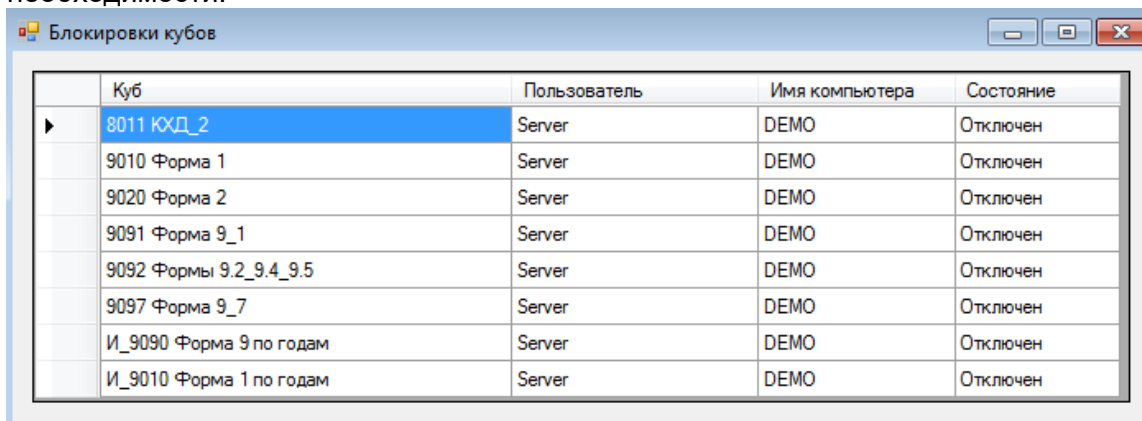 необходимости.
Блокировки кубов
Куб Пользователь Имя компьютера Состояние
8011 КХД_2 Server DEMO Отключен
9010 Форма 1 Server DEMO Отключен
9020 Форма 2 Server DEMO Отключен
9091 Форма 9_1 Server DEMO Отключен
9092 Формы 9.2_9.4_9.5 Server DEMO Отключен
9097 Форма 9_7 Server DEMO Отключен
И_9090 Форма 9 по годам Server DEMO Отключен
И_9010 Форма 1 по годам Server DEMO Отключен